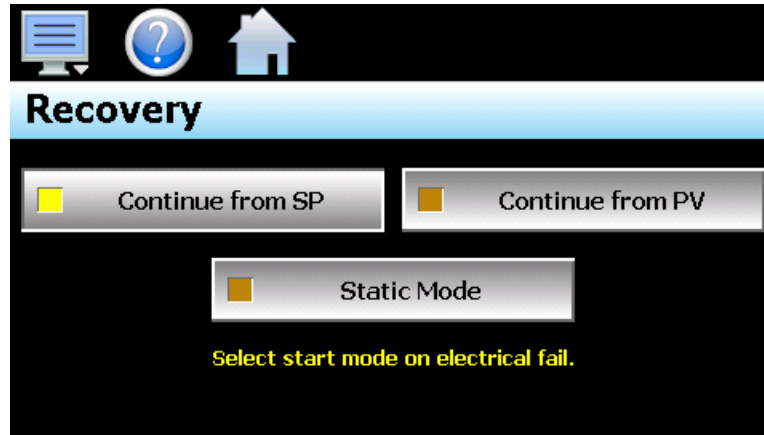 ?
Recovery
Continue from SP
Continue from PV
Static Mode
Select start mode on electrical fail.